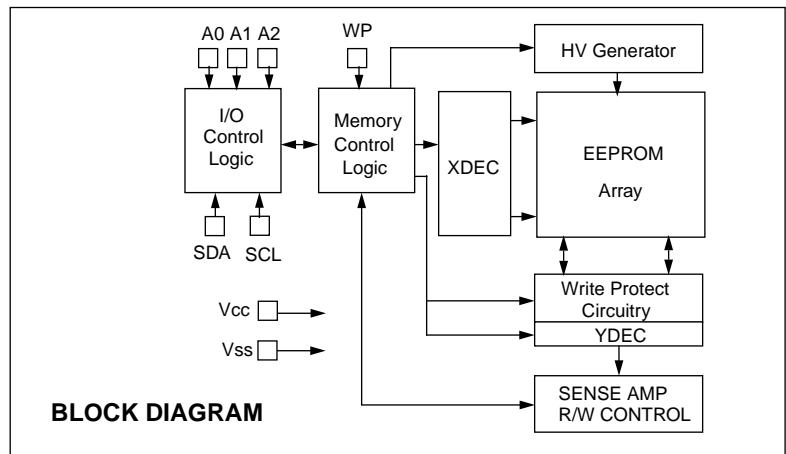 A0 A1 A2
WP
HV Generator
I/O
Control
Logic
Memory
Control
Logic
XDEC
EEPROM
Array
SDA
SCL
Write Protect
Circuitry
YDEC
Vcc
Vss
SENSE AMP
R/W CONTROL
BLOCK DIAGRAM